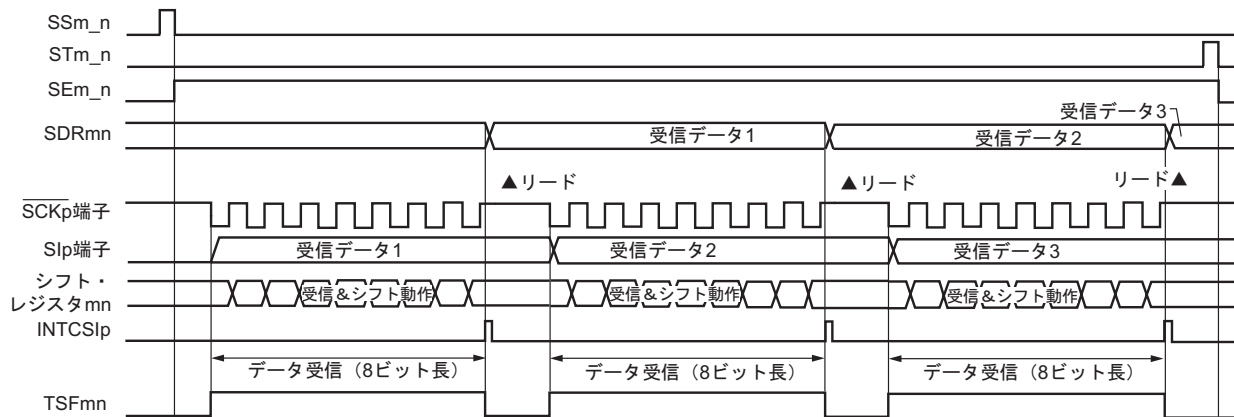 SSm_n
STm_n
SEm_n
受信データ3
SDRmn
受信データ1
受信データ2
▲リード
▲リード
リード▲
SCKp端子
SIp端子
受信データ1
受信データ2
受信データ3
シフト・
レジスタmn
受信&シフト動作
受信&シフト動作
受信&シフト動作
INTCSIp
データ受信（8ビット長）
データ受信（8ビット長）
データ受信（8ビット長）
TSFmn